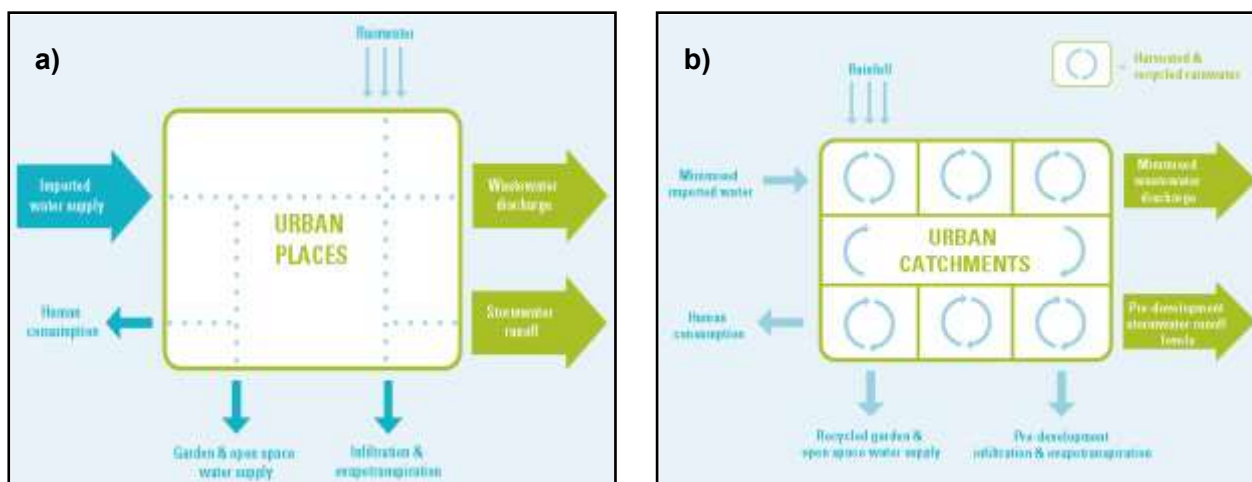 a)
Rainwater
Imported
water supply
URBAN
PLACES
Wastewater
discharge
Human
consumption
Stormwater
runoff
Garden & open space
water supply
Infiltration &
evapotranspiration
b)
Rainfall
Harvested &
recycled rainwater
Minimised
imported water
URBAN
CATCHMENTS
Minimised
wastewater
discharge
Human
consumption
Pre-development
stormwater runoff
levels
Recycled garden &
open space water supply
Pre-development
infiltration & evapotranspiration